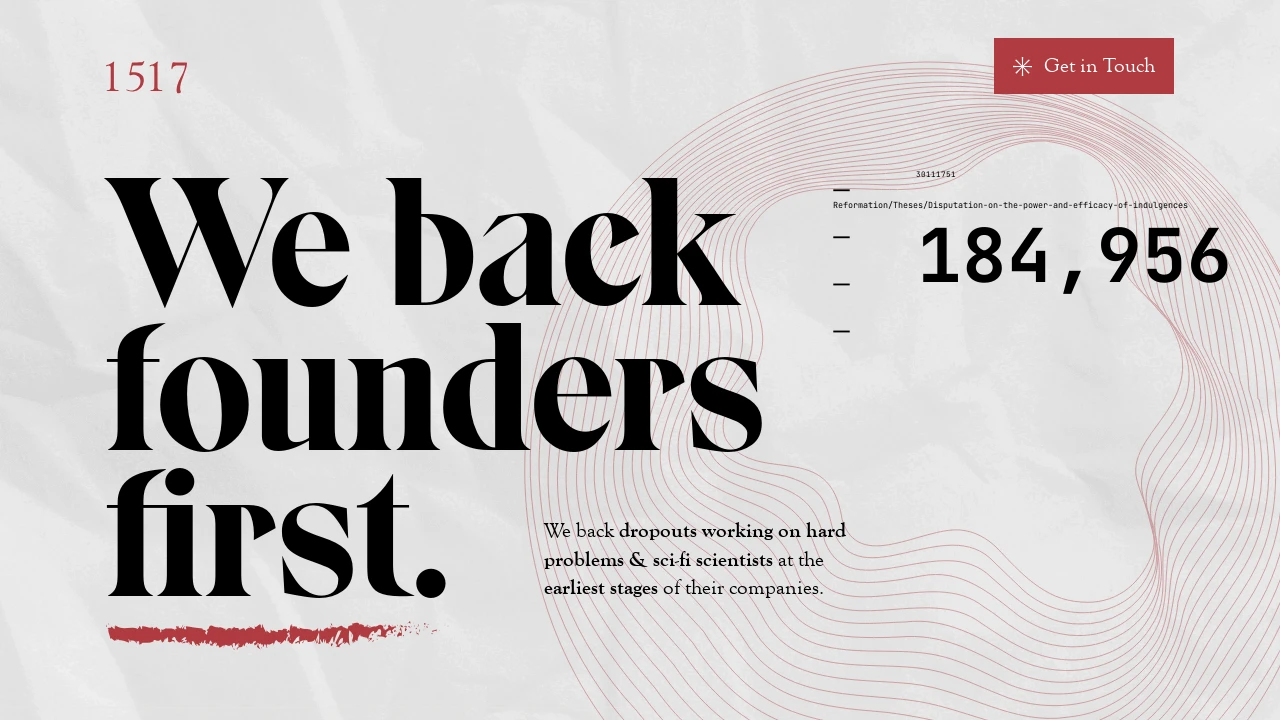 1517
Get in Touch
We back
founders
first.
30111751
Reformation/Theses/Disputation-on-the-power-and-efficacy-of-indulgences
184,956
We back dropouts working on hard
problems & sci-fi scientists at the
earliest stages of their companies.